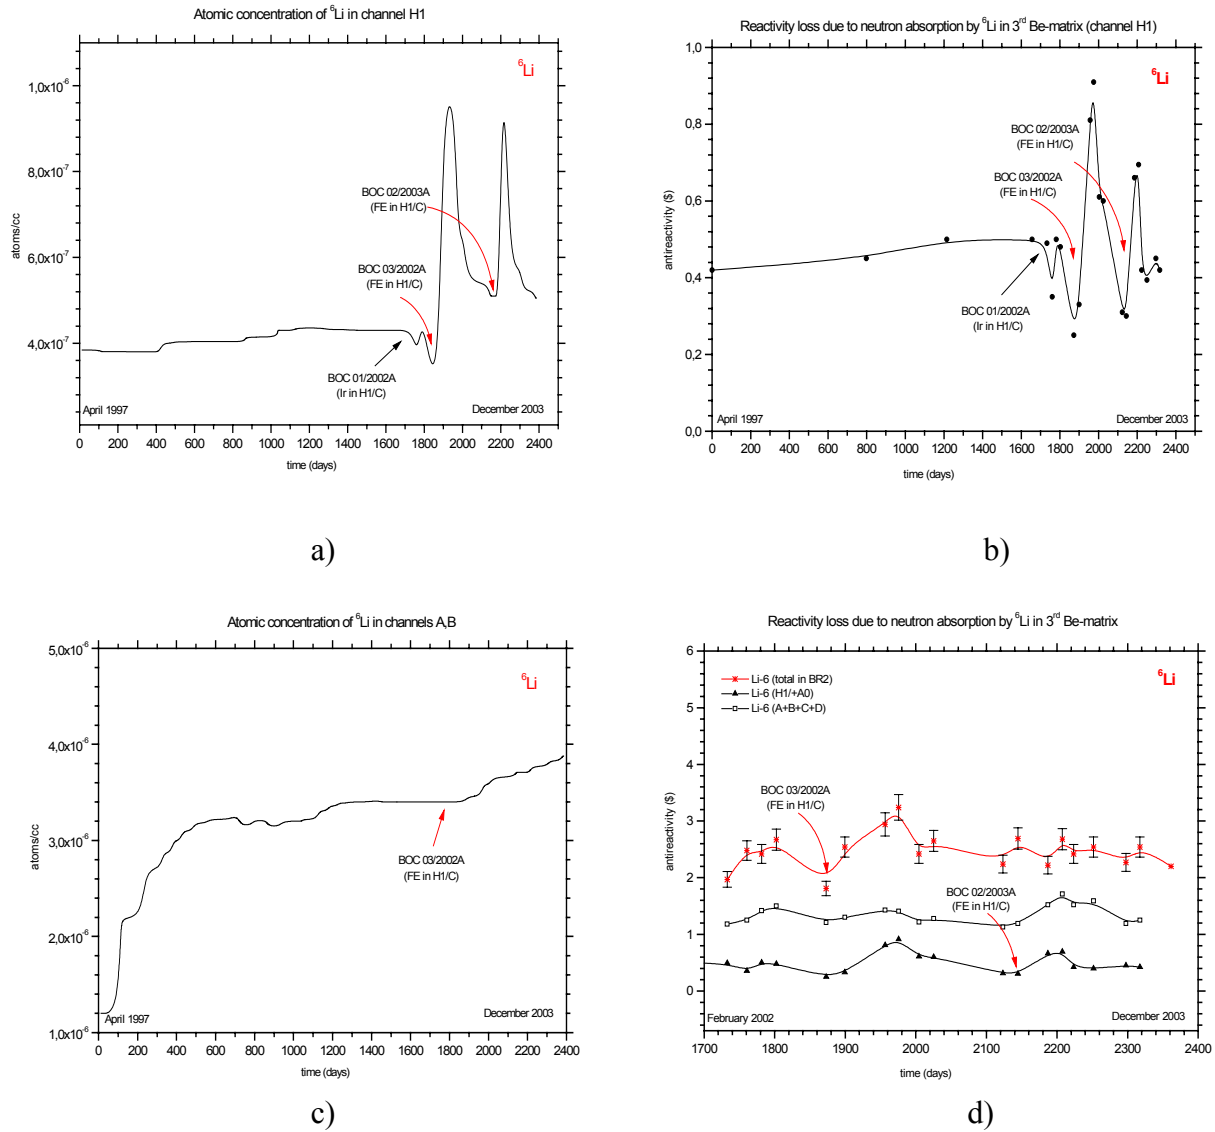 Atomic concentration of ⁶Li in channel H1
⁶Li
1,0x10⁻⁶
8,0x10⁻⁷
6,0x10⁻⁷
4,0x10⁻⁷
atoms/cc
BOC 02/2003A
(FE in H1/C)
BOC 03/2002A
(FE in H1/C)
BOC 01/2002A
(Ir in H1/C)
April 1997
December 2003
0 200 400 600 800 1000 1200 1400 1600 1800 2000 2200 2400
time (days)
a)
Reactivity loss due to neutron absorption by ⁶Li in 3ʳᵈ Be-matrix (channel H1)
⁶Li
1,0
0,8
0,6
0,4
0,2
0,0
antireactivity ($)
BOC 02/2003A
(FE in H1/C)
BOC 03/2002A
(FE in H1/C)
BOC 01/2002A
(Ir in H1/C)
April 1997
December 2003
0 200 400 600 800 1000 1200 1400 1600 1800 2000 2200 2400
time (days)
b)
Atomic concentration of ⁶Li in channels A,B
⁶Li
5,0x10⁻⁶
4,0x10⁻⁶
3,0x10⁻⁶
2,0x10⁻⁶
1,0x10⁻⁶
atoms/cc
BOC 03/2002A
(FE in H1/C)
April 1997
December 2003
0 200 400 600 800 1000 1200 1400 1600 1800 2000 2200 2400
time (days)
c)
Reactivity loss due to neutron absorption by ⁶Li in 3ʳᵈ Be-matrix
⁶Li
Li-6 (total in BR2)
Li-6 (H1/+A0)
Li-6 (A+B+C+D)
6
5
4
3
2
1
0
antireactivity ($)
BOC 03/2002A
(FE in H1/C)
BOC 02/2003A
(FE in H1/C)
February 2002
December 2003
1700 1800 1900 2000 2100 2200 2300 2400
time (days)
d)